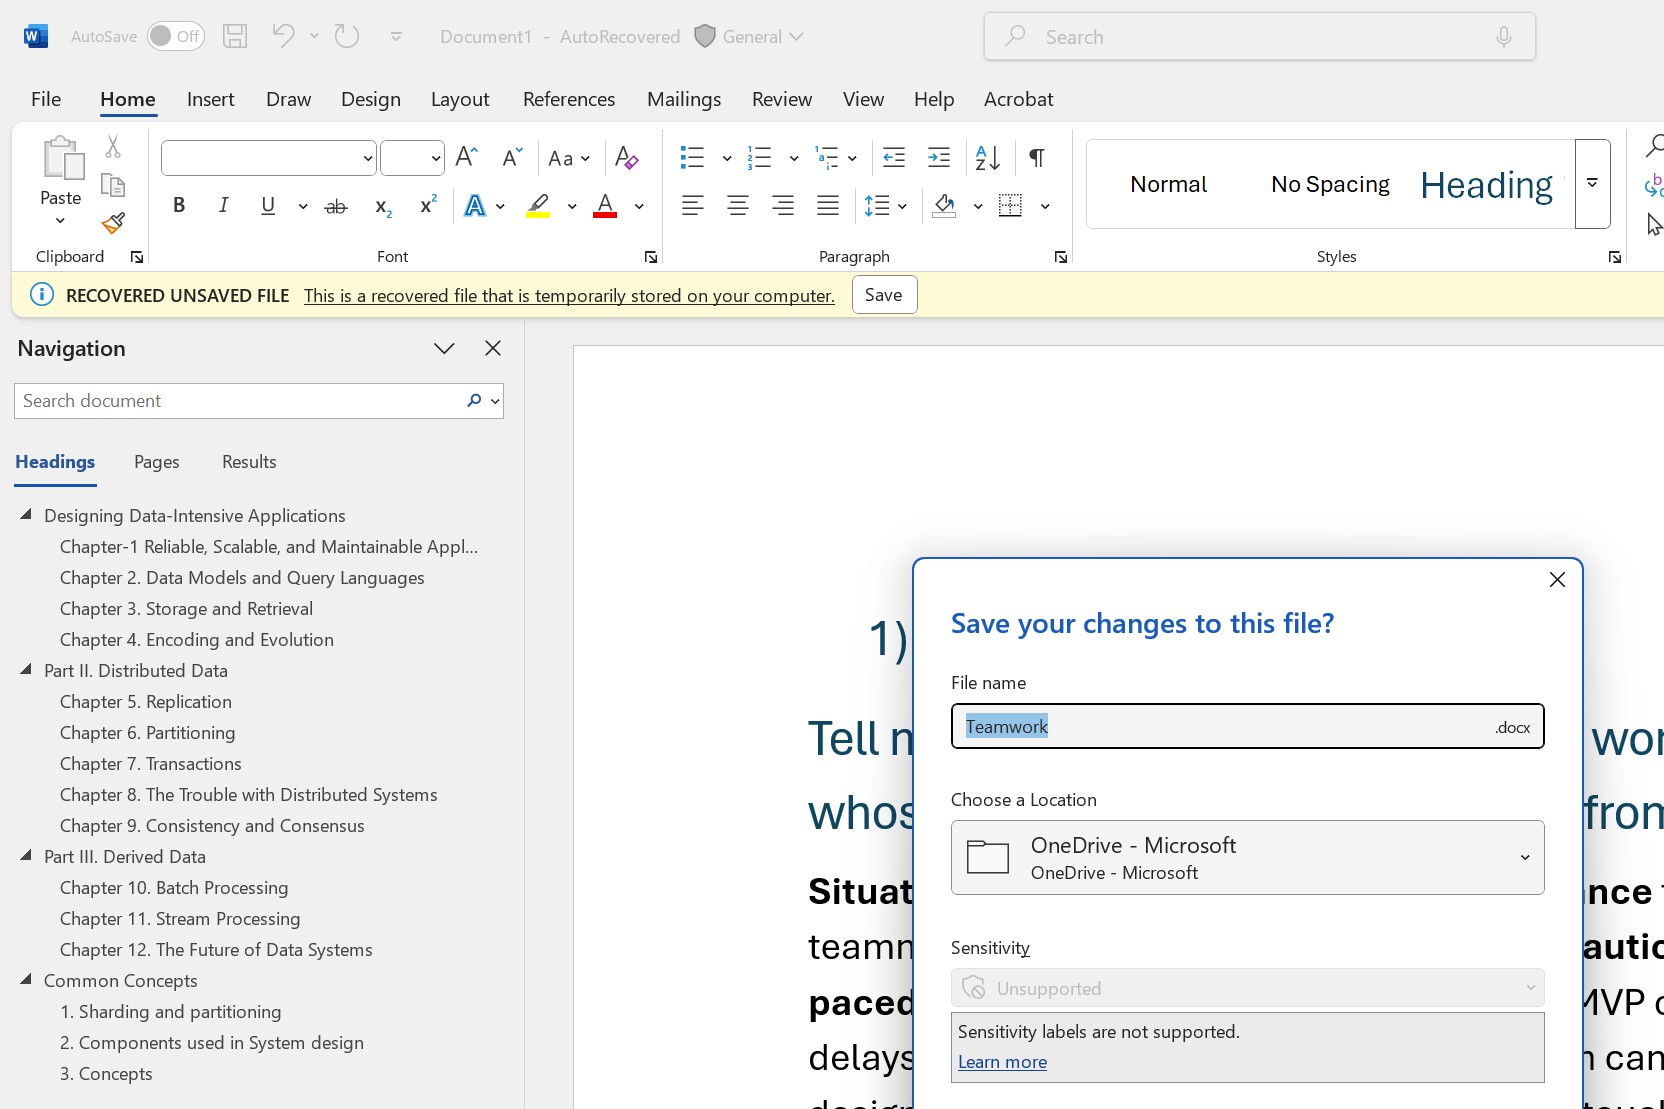 W AutoSave Off Document1 - AutoRecovered General Search
File Home Insert Draw Design Layout References Mailings Review View Help Acrobat
Paste
Aa
B I U ab x2 x2 A A
Normal No Spacing Heading
Clipboard Font Paragraph Styles
RECOVERED UNSAVED FILE This is a recovered file that is temporarily stored on your computer. Save
Navigation
Search document
Headings Pages Results
Designing Data-Intensive Applications
Chapter-1 Reliable, Scalable, and Maintainable Appl...
Chapter 2. Data Models and Query Languages
Chapter 3. Storage and Retrieval
Chapter 4. Encoding and Evolution
Part II. Distributed Data
Chapter 5. Replication
Chapter 6. Partitioning
Chapter 7. Transactions
Chapter 8. The Trouble with Distributed Systems
Chapter 9. Consistency and Consensus
Part III. Derived Data
Chapter 10. Batch Processing
Chapter 11. Stream Processing
Chapter 12. The Future of Data Systems
Common Concepts
1. Sharding and partitioning
2. Components used in System design
3. Concepts
1)
Tell
whos
Situat
teamn
paced
delays
Save your changes to this file?
File name
Teamwork .docx
Choose a Location
OneDrive - Microsoft
OneDrive - Microsoft
Sensitivity
Unsupported
Sensitivity labels are not supported.
Learn more
wor
from
nce
autio
MVP
can